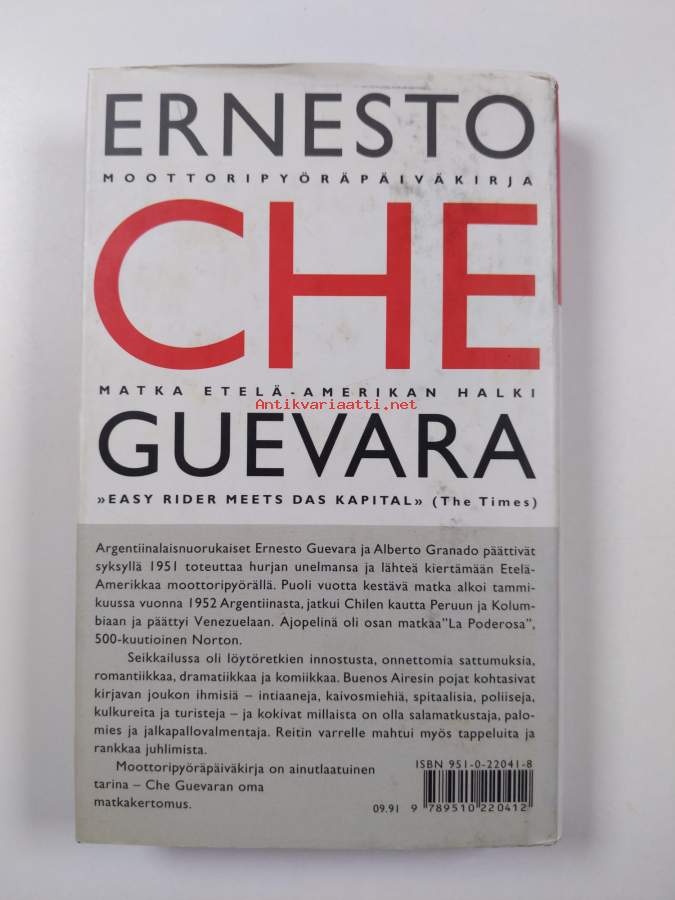 ERNESTO
MOOTTORIPYÖRÄPÄIVÄKIRJA
CHE
MATKA ETELÄ-AMERIKAN HALKI
Antikvariaatti.net
GUEVARA
»EASY RIDER MEETS DAS KAPITAL» (The Times)
Argentiinalaisnuorukaiset Ernesto Guevara ja Alberto Granado päättivät
syksyllä 1951 toteuttaa hurjan unelmansa ja lähteä kiertämään Etelä-
Amerikkaa moottoripyörällä. Puoli vuotta kestävä matka alkoi tammi-
kuussa vuonna 1952 Argentiinasta, jatkui Chilen kautta Peruun ja Kolum-
biaan ja päättyi Venezuelaan. Ajopelinä oli osan matkaa "La Poderosa",
500-kuutioinen Norton.
Seikkailussa oli löytöretkien innostusta, onnettomia sattumuksia,
romantiikkaa, dramatiikkaa ja komiikkaa. Buenos Airesin pojat kohtasivat
kirjavan joukon ihmisiä – intiaaneja, kaivosmiehiä, spitaalisia, poliiseja,
kulkureita ja turisteja – ja kokivat millaista on olla salamatkustaja, palo-
mies ja jalkapallovalmentaja. Reitin varrelle mahtui myös tappeluita ja
rankkaa juhlimista.
Moottoripyöräpäiväkirja on ainutlaatuinen
tarina – Che Guevaran oma
matkakertomus.
ISBN 951-0-22041-8
09.91 9 789510 220412